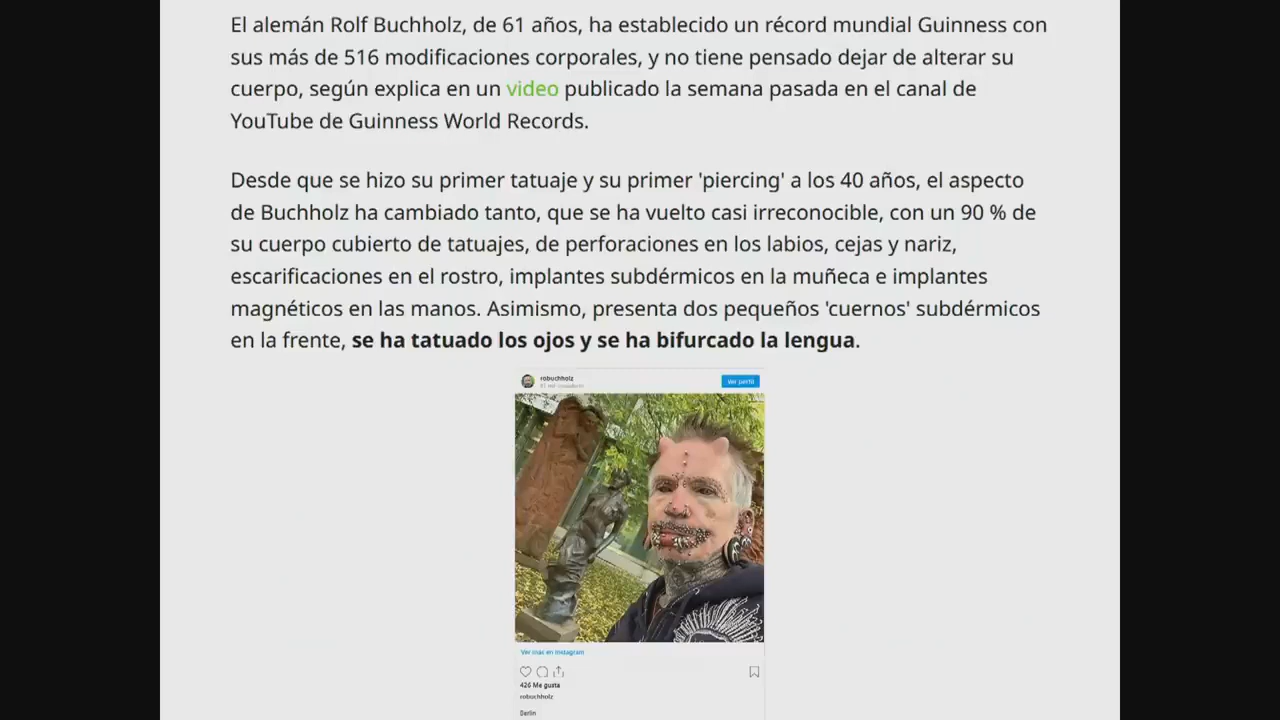 El alemán Rolf Buchholz, de 61 años, ha establecido un récord mundial Guinness con
sus más de 516 modificaciones corporales, y no tiene pensado dejar de alterar su
cuerpo, según explica en un video publicado la semana pasada en el canal de
YouTube de Guinness World Records.
Desde que se hizo su primer tatuaje y su primer 'piercing' a los 40 años, el aspecto
de Buchholz ha cambiado tanto, que se ha vuelto casi irreconocible, con un 90 % de
su cuerpo cubierto de tatuajes, de perforaciones en los labios, cejas y nariz,
escarificaciones en el rostro, implantes subdérmicos en la muñeca e implantes
magnéticos en las manos. Asimismo, presenta dos pequeños 'cuernos' subdérmicos
en la frente, se ha tatuado los ojos y se ha bifurcado la lengua.
robuchholz
Ver perfil
Ver más en Instagram
426 Me gusta
robuchholz
Berlin